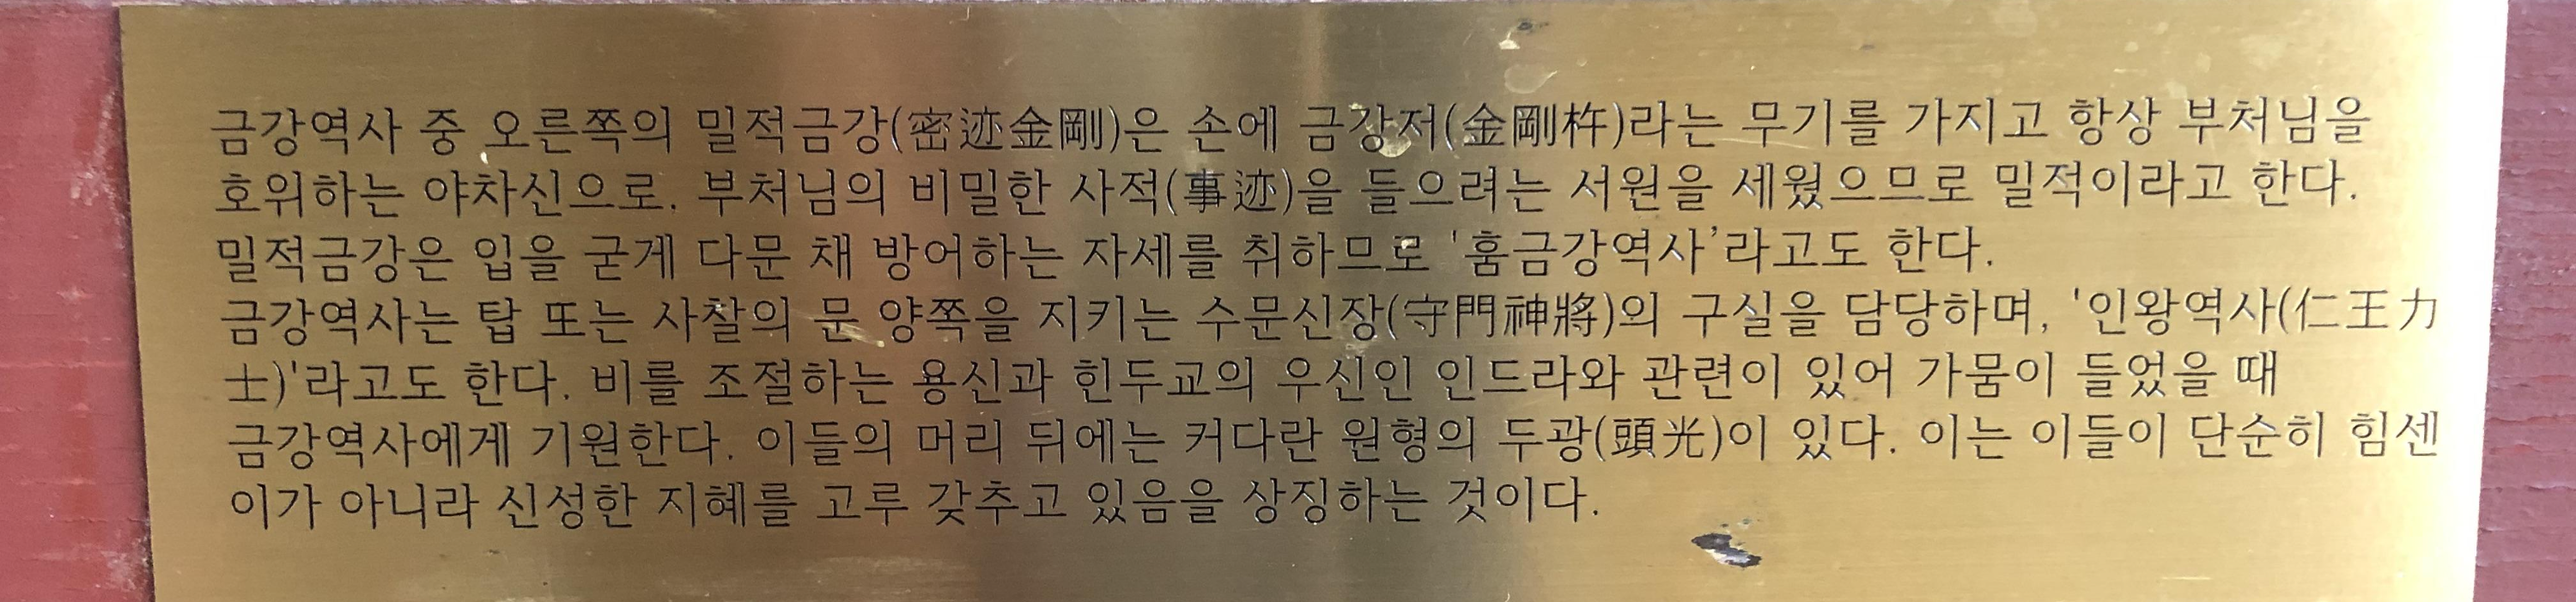 금강역사 중 오른쪽의 밀적금강(密迹金剛)은 손에 금강저(金剛杵)라는 무기를 가지고 항상 부처님을
호위하는 야차신으로, 부처님의 비밀한 사적(事迹)을 들으려는 서원을 세웠으므로 밀적이라고 한다.
밀적금강은 입을 굳게 다문 채 방어하는 자세를 취하므로 '훔금강역사'라고도 한다.
금강역사는 탑 또는 사찰의 문 양쪽을 지키는 수문신장(守門神將)의 구실을 담당하며, '인왕역사(仁王力
士)'라고도 한다. 비를 조절하는 용신과 힌두교의 우신인 인드라와 관련이 있어 가뭄이 들었을 때
금강역사에게 기원한다. 이들의 머리 뒤에는 커다란 원형의 두광(頭光)이 있다. 이는 이들이 단순히 힘센
이가 아니라 신성한 지혜를 고루 갖추고 있음을 상징하는 것이다.